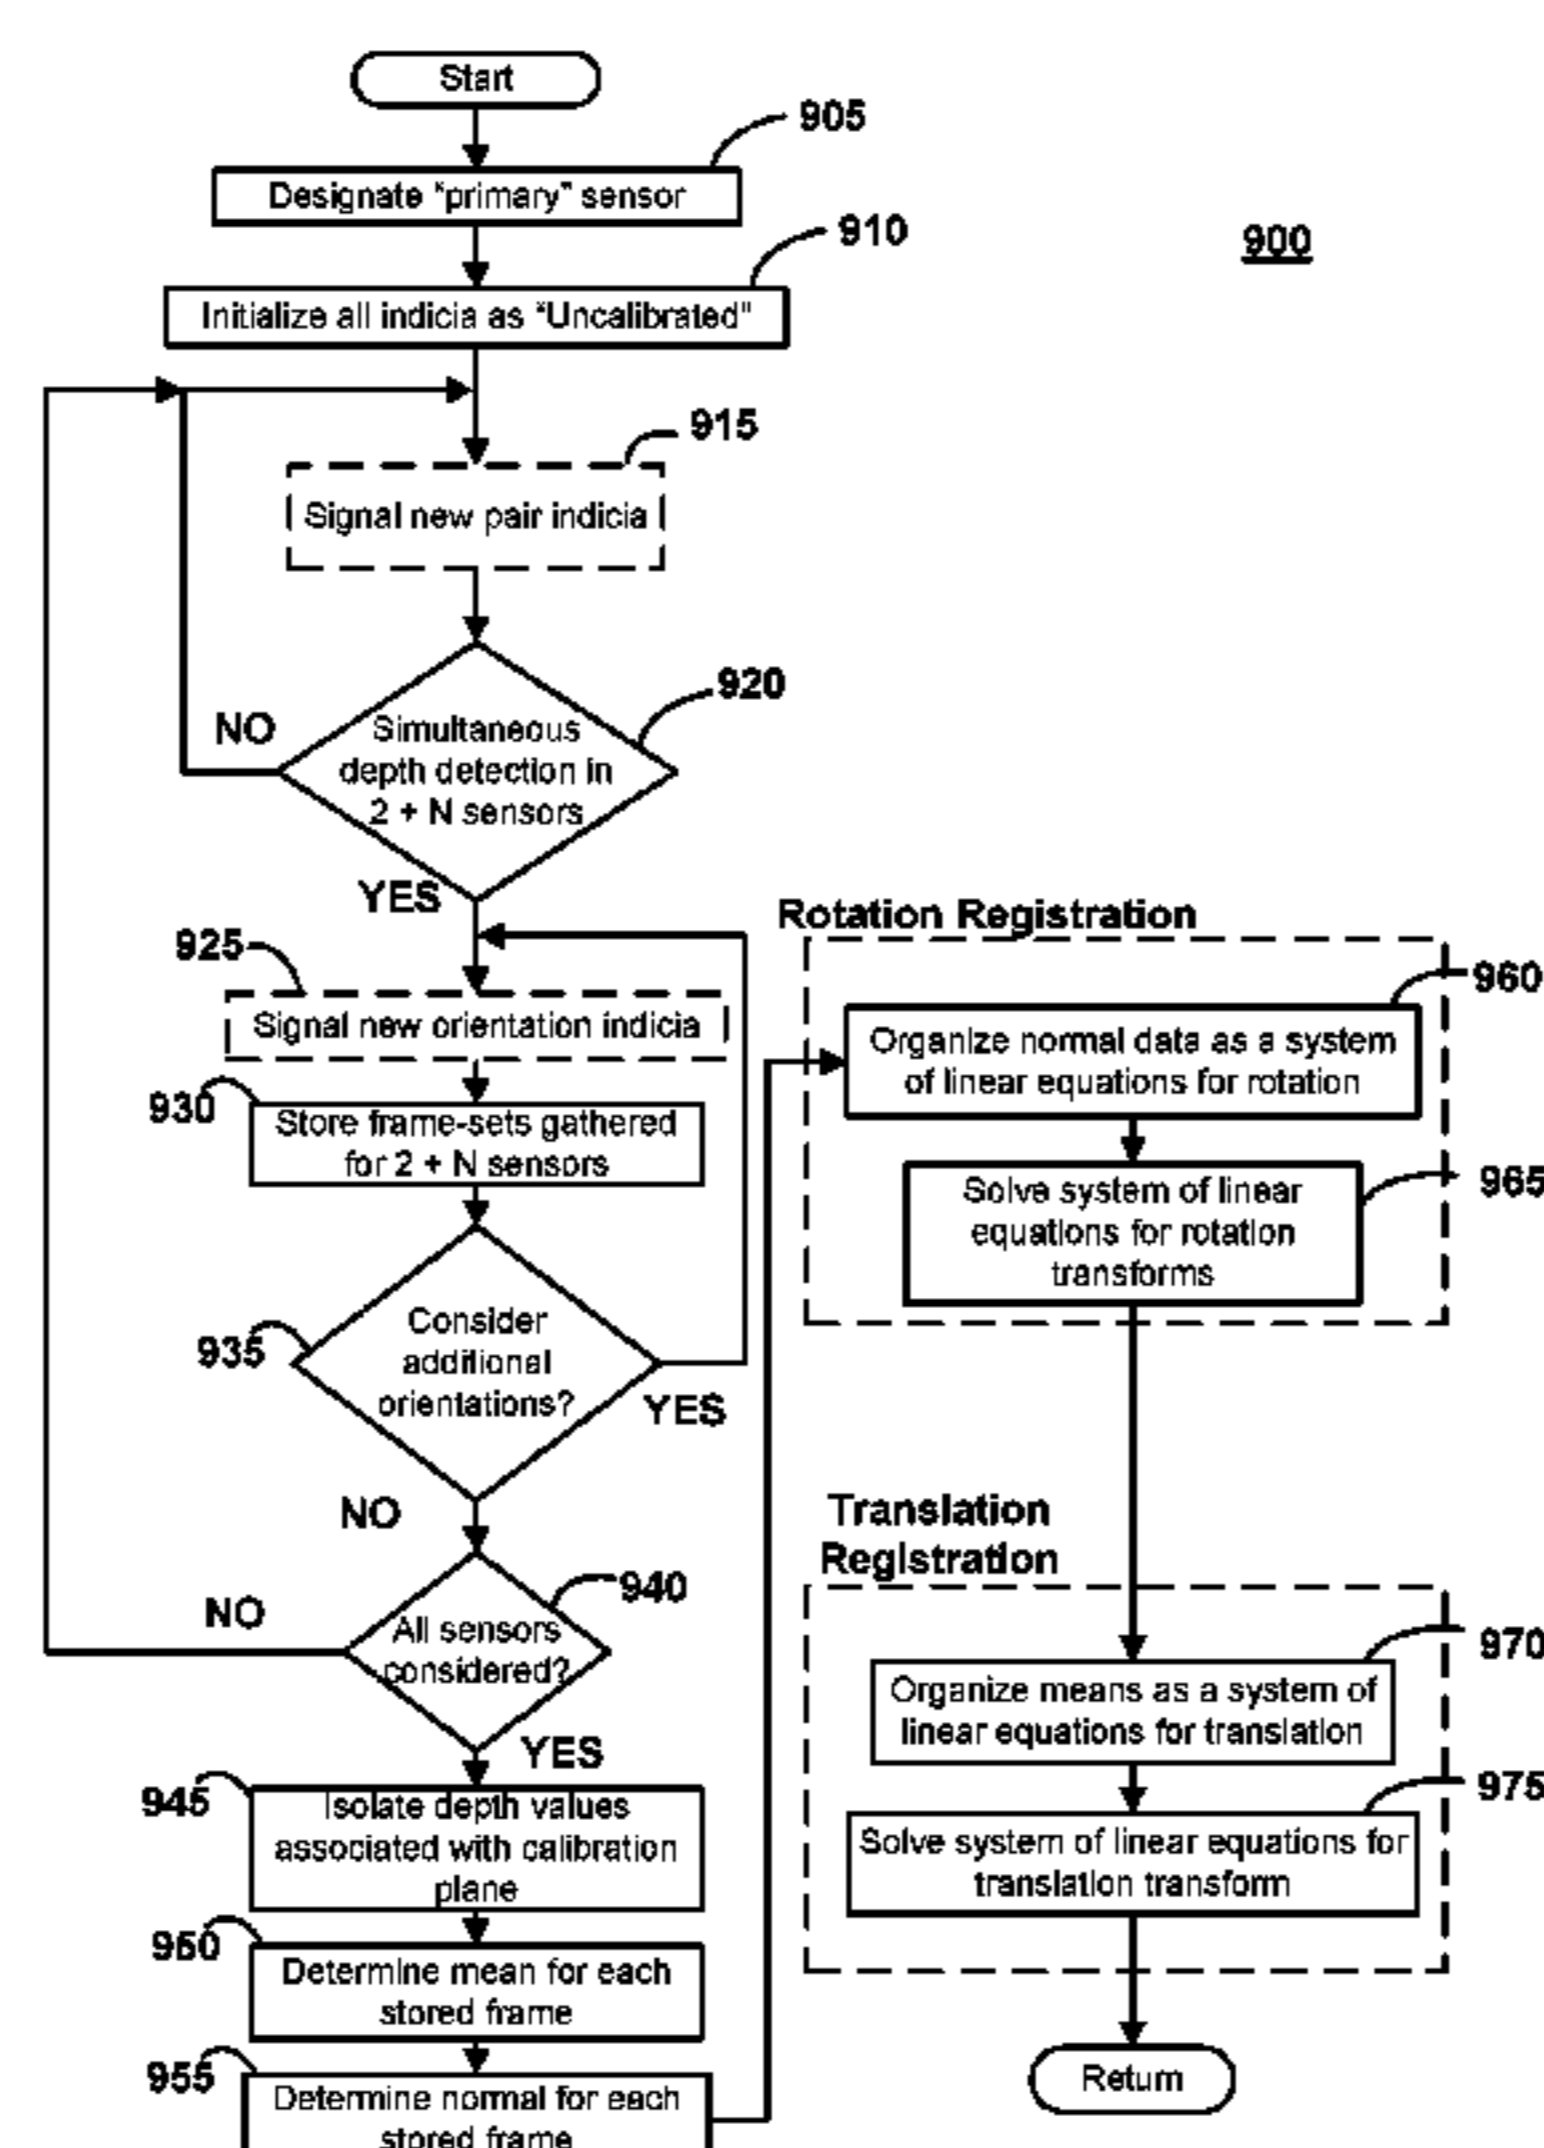 Start
905
Designate "primary" sensor
910
900
Initialize all indicia as "Uncalibrated"
915
Signal new pair indicia
920
NO
Simultaneous
depth detection in
2 + N sensors
YES
925
Signal new orientation indicia
930
Store frame-sets gathered
for 2 + N sensors
935
Consider
additional
orientations?
YES
NO
940
NO
All sensors
considered?
YES
945
Isolate depth values
associated with calibration
plane
950
Determine mean for each
stored frame
955
Determine normal for each
stored frame
Rotation Registration
960
Organize normal data as a system
of linear equations for rotation
965
Solve system of linear
equations for rotation
transforms
Translation
Registration
970
Organize means as a system of
linear equations for translation
975
Solve system of linear equations for
translation transform
Return